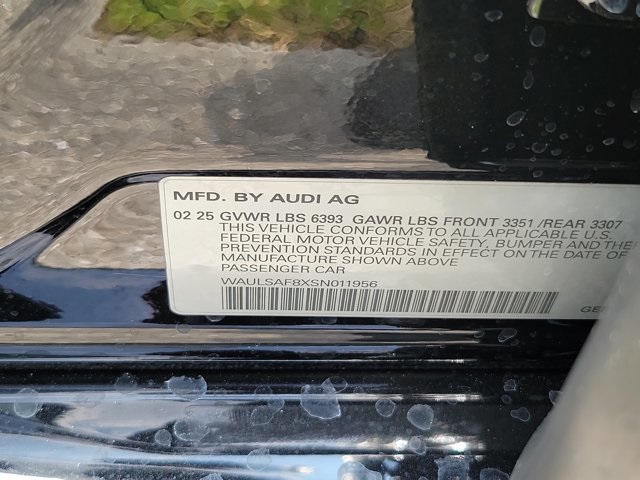 MFD. BY AUDI AG
02 25 GVWR LBS 6393 GAWR LBS FRONT 3351 /REAR 3307
THIS VEHICLE CONFORMS TO ALL APPLICABLE U.S.
FEDERAL MOTOR VEHICLE SAFETY, BUMPER AND THE
PREVENTION STANDARDS IN EFFECT ON THE DATE OF
MANUFACTURE SHOWN ABOVE
PASSENGER CAR
WAULSAF8XSN011956